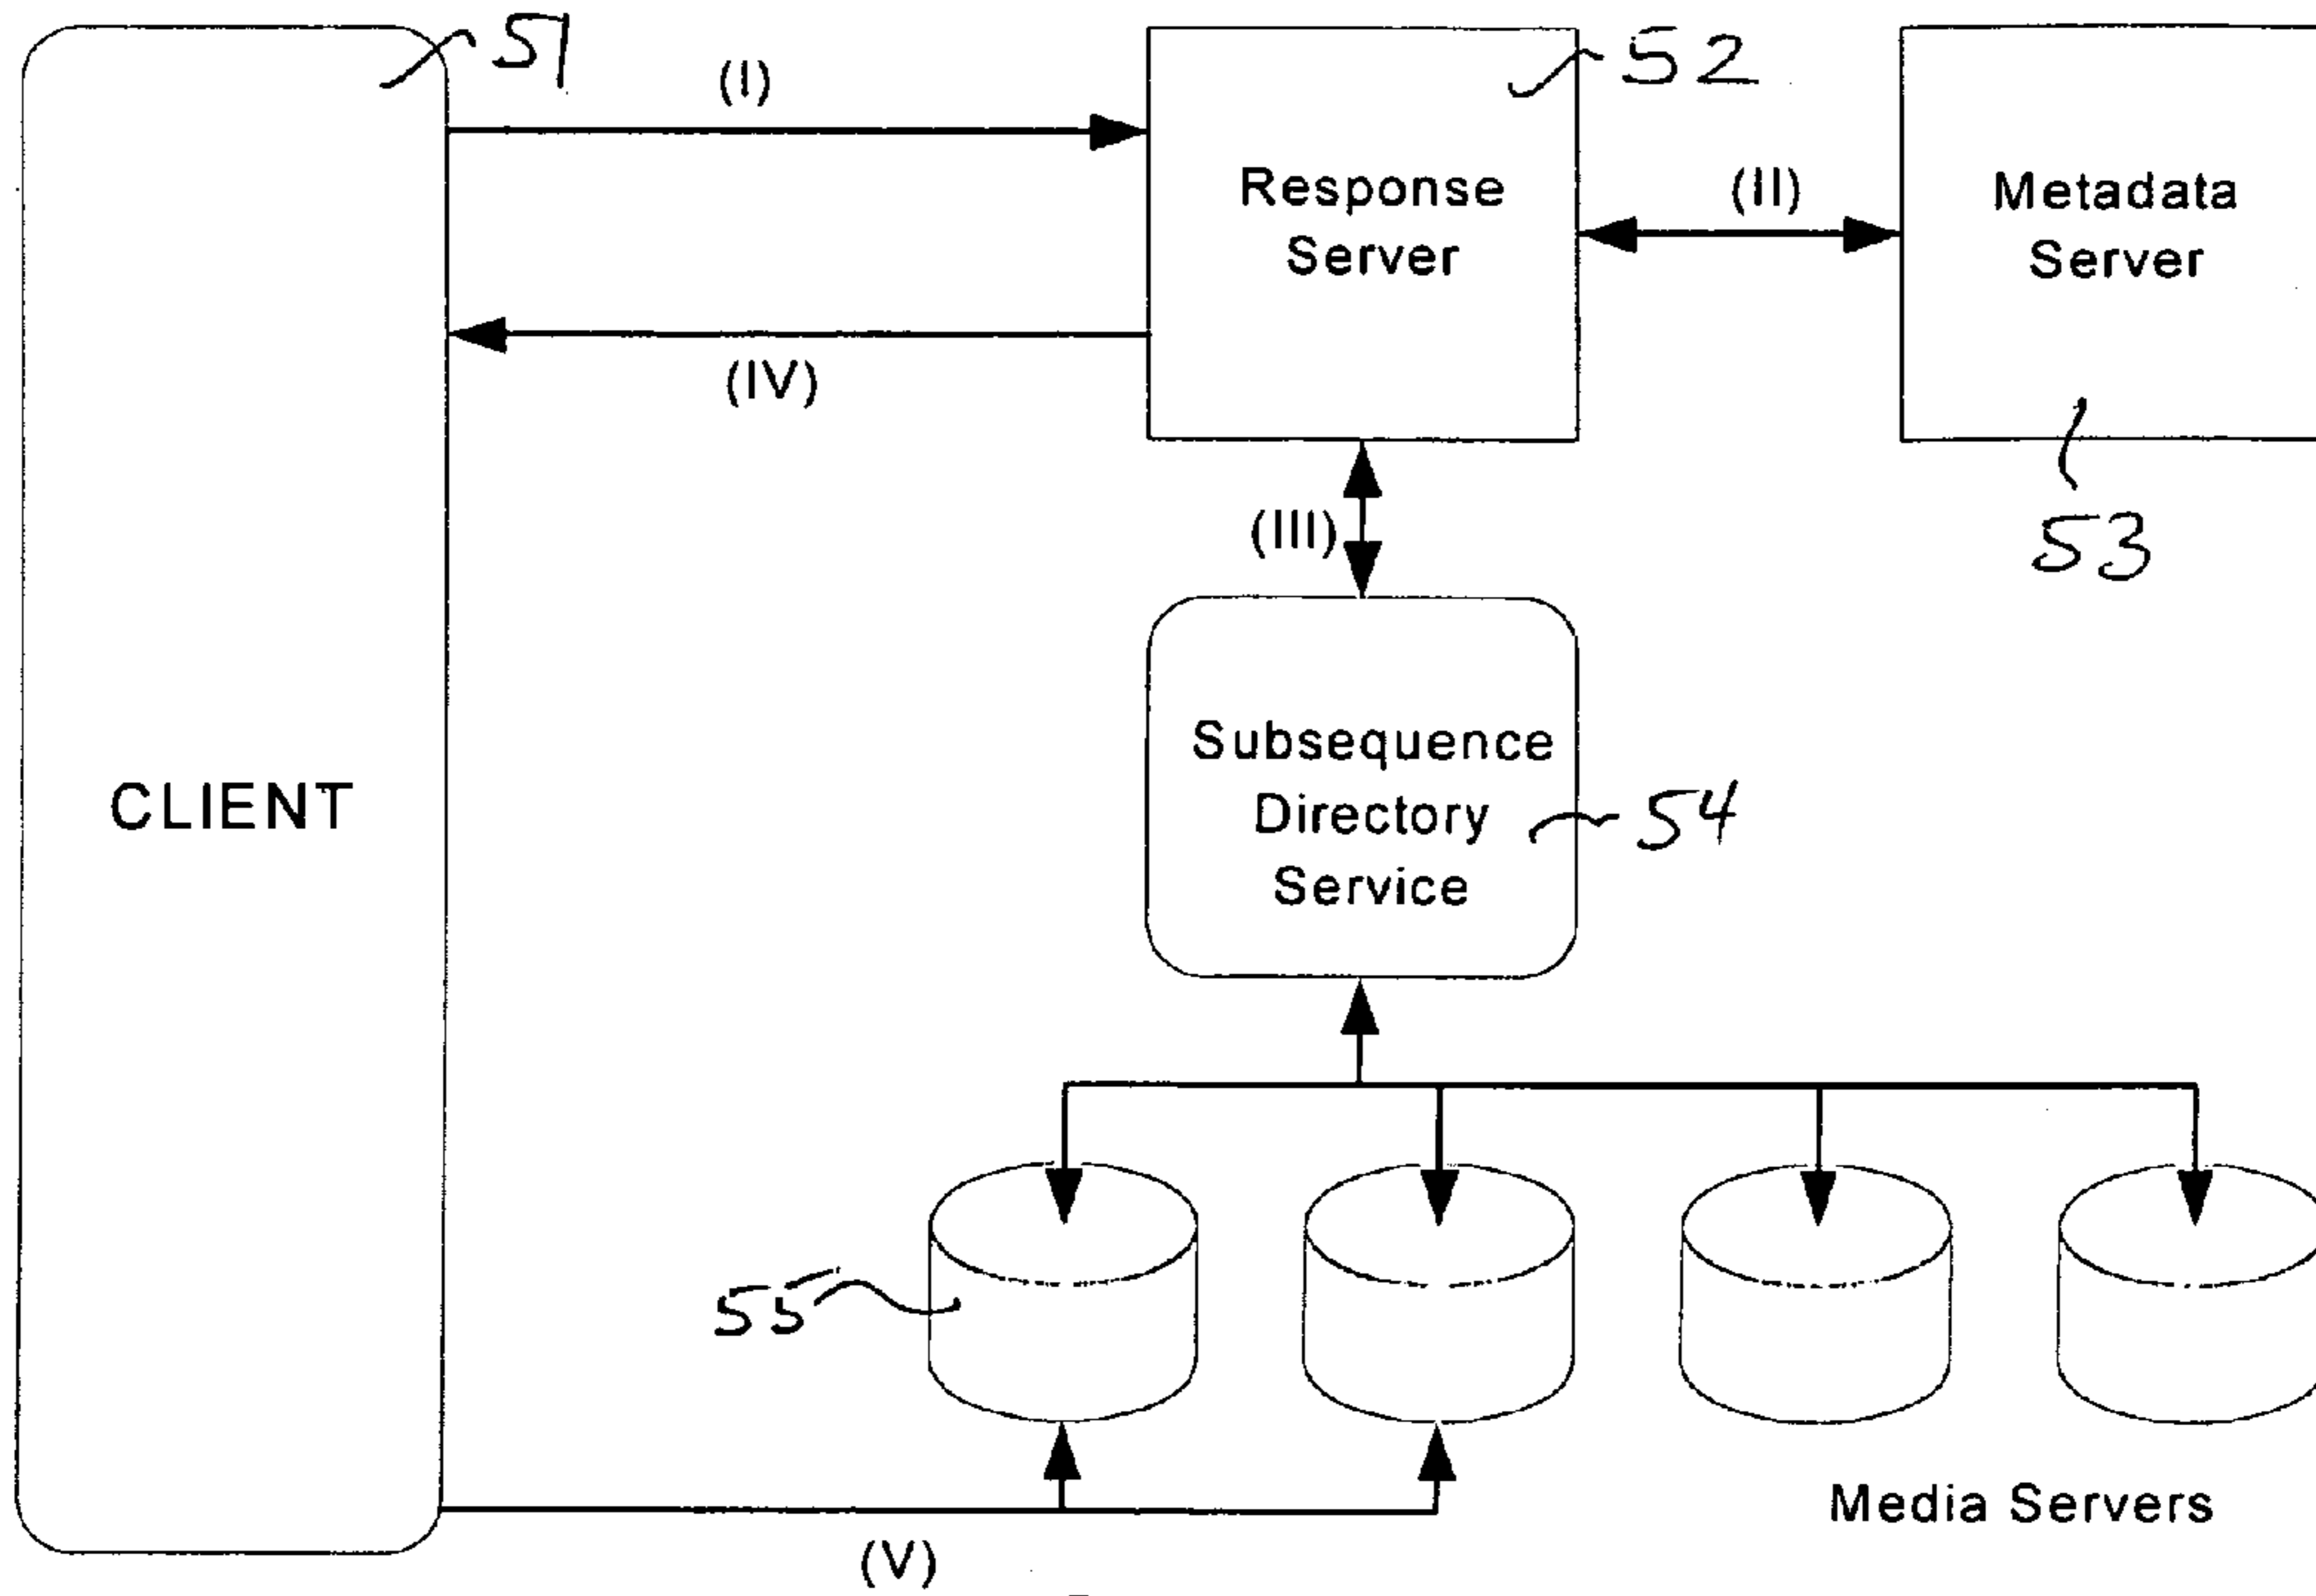 51
(I)
52
Response
Server
(II)
Metadata
Server
(IV)
(III)
53
Subsequence
Directory
Service
54
CLIENT
55
Media Servers
(V)